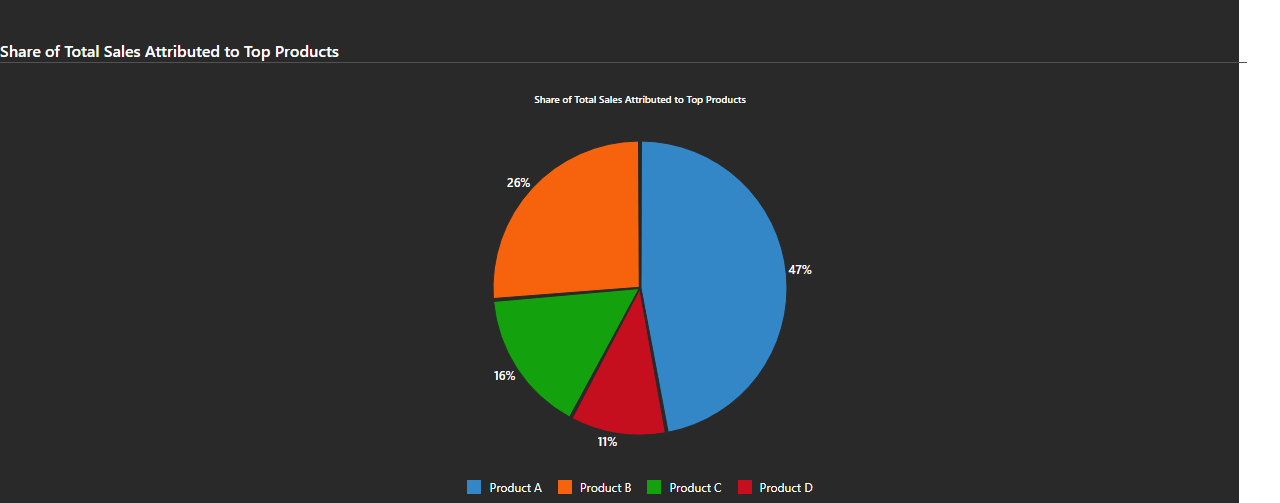 Share of Total Sales Attributed to Top Products
Share of Total Sales Attributed to Top Products
26%
47%
16%
11%
Product A Product B Product C Product D